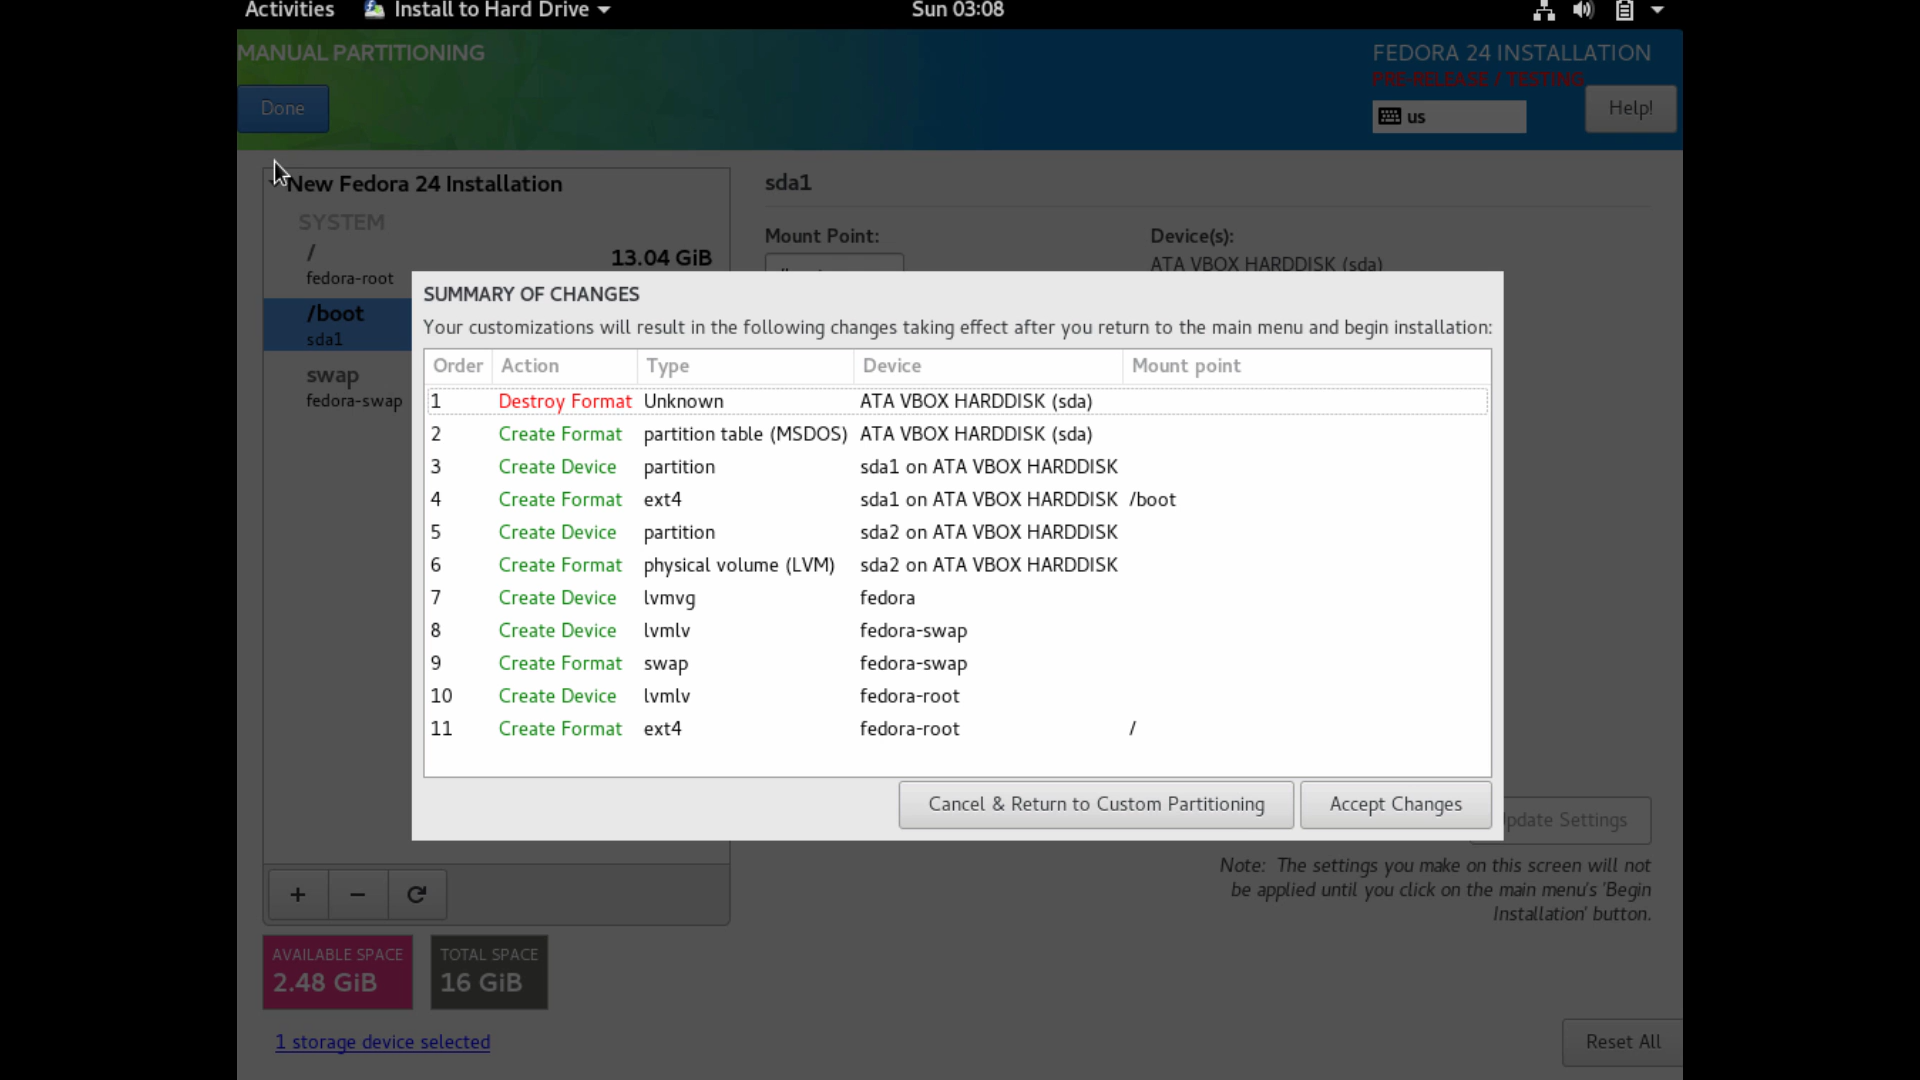 Activities Install to Hard Drive Sun 03:08
MANUAL PARTITIONING
FEDORA 24 INSTALLATION
PRE-RELEASE / TESTING
Done
us
Help!
New Fedora 24 Installation
SYSTEM
/
13.04 GiB
fedora-root
/boot
sda1
swap
fedora-swap
sda1
Mount Point:
Device(s):
ATA VBOX HARDDISK (sda)
SUMMARY OF CHANGES
Your customizations will result in the following changes taking effect after you return to the main menu and begin installation:
Order Action Type Device Mount point
1 Destroy Format Unknown ATA VBOX HARDDISK (sda)
2 Create Format partition table (MSDOS) ATA VBOX HARDDISK (sda)
3 Create Device partition sda1 on ATA VBOX HARDDISK
4 Create Format ext4 sda1 on ATA VBOX HARDDISK /boot
5 Create Device partition sda2 on ATA VBOX HARDDISK
6 Create Format physical volume (LVM) sda2 on ATA VBOX HARDDISK
7 Create Device lvmvg fedora
8 Create Device lvmlv fedora-swap
9 Create Format swap fedora-swap
10 Create Device lvmlv fedora-root
11 Create Format ext4 fedora-root /
Cancel & Return to Custom Partitioning Accept Changes
Settings
Note: The settings you make on this screen will not
be applied until you click on the main menu's 'Begin
Installation' button.
+ −
AVAILABLE SPACE
2.48 GiB
TOTAL SPACE
16 GiB
1 storage device selected
Reset All